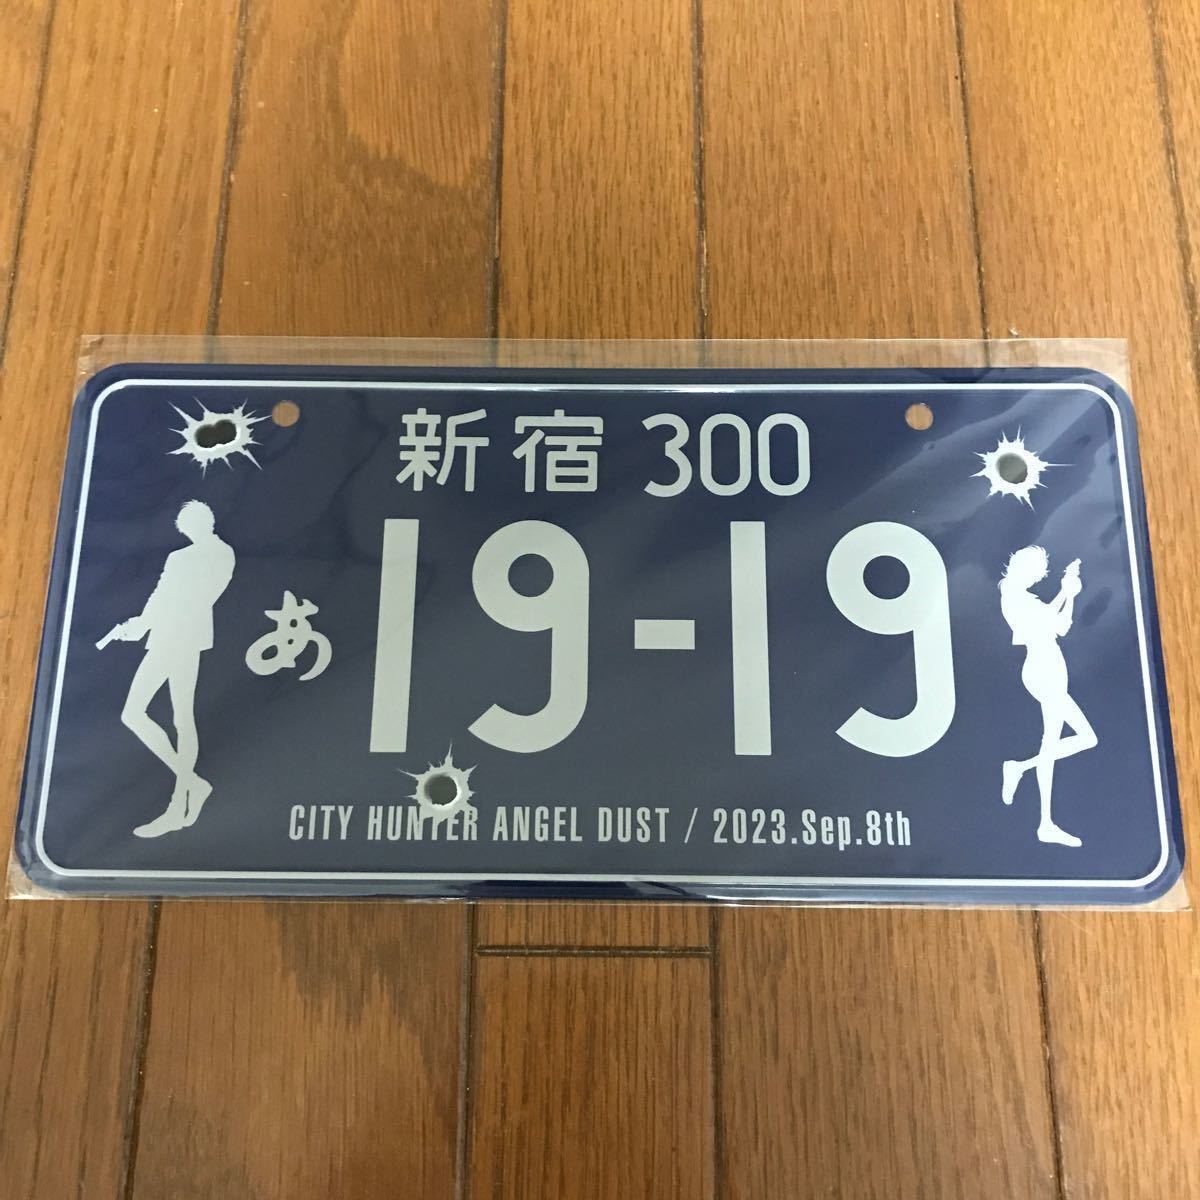 新宿 300
あ 19-19
CITY HUNTER ANGEL DUST / 2023.Sep.8th